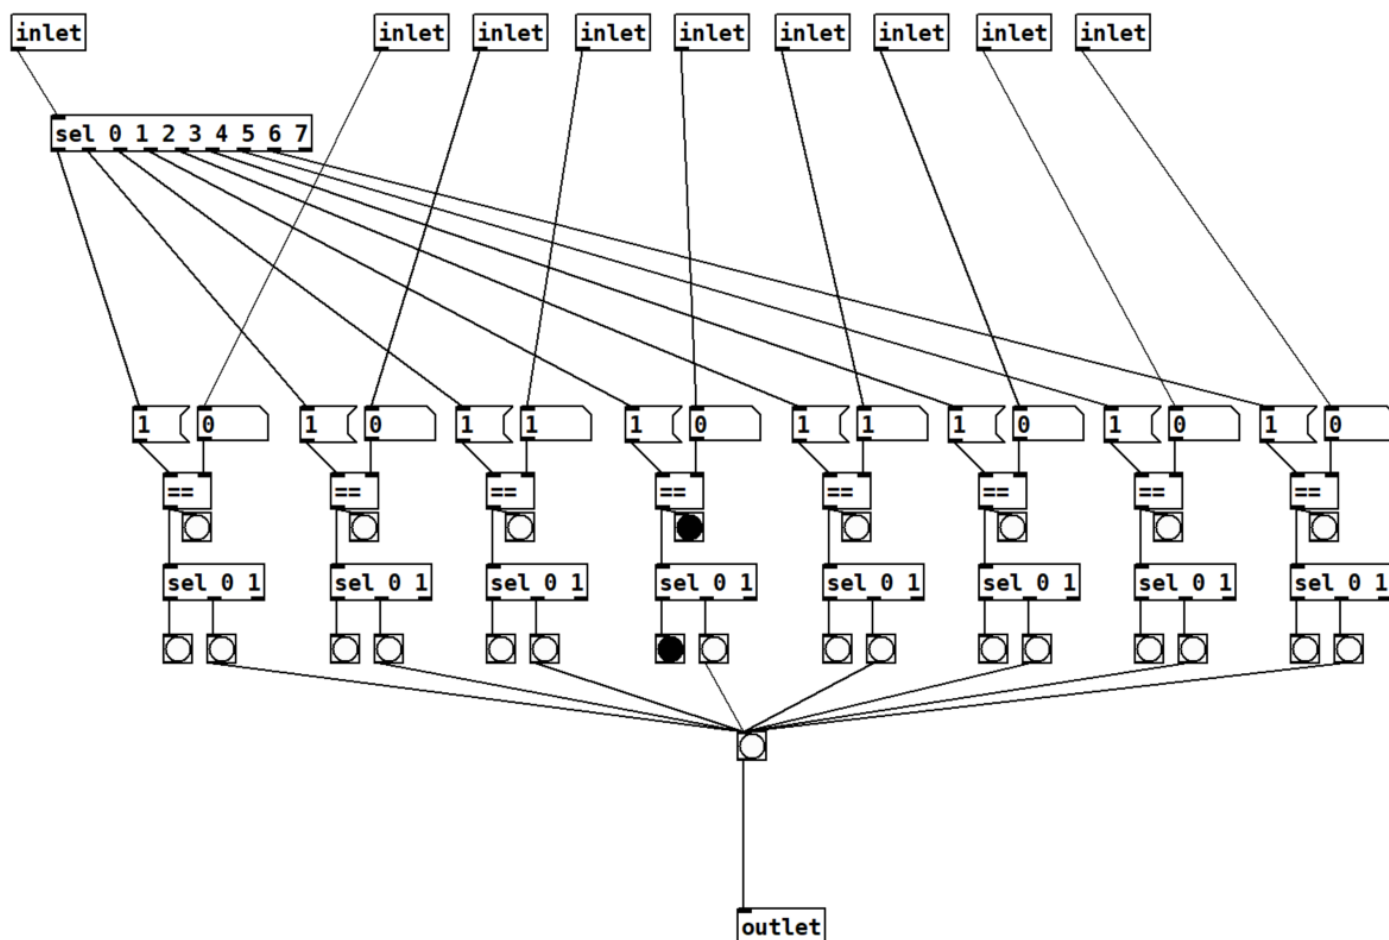 inlet inlet inlet inlet inlet inlet inlet inlet inlet
sel 0 1 2 3 4 5 6 7
1 0 1 0 1 1 1 0 1 1 1 0 1 0 1 0
== == == == == == == ==
sel 0 1 sel 0 1 sel 0 1 sel 0 1 sel 0 1 sel 0 1 sel 0 1 sel 0 1
outlet